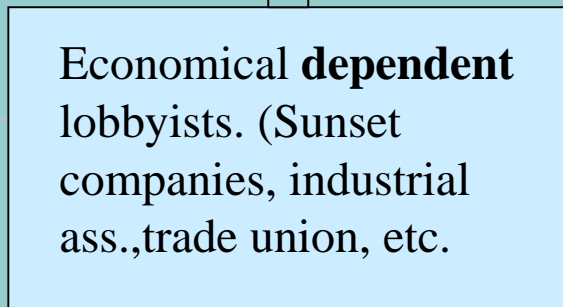 Economical dependent
lobbyists. (Sunset
companies, industrial
ass.,trade union, etc.